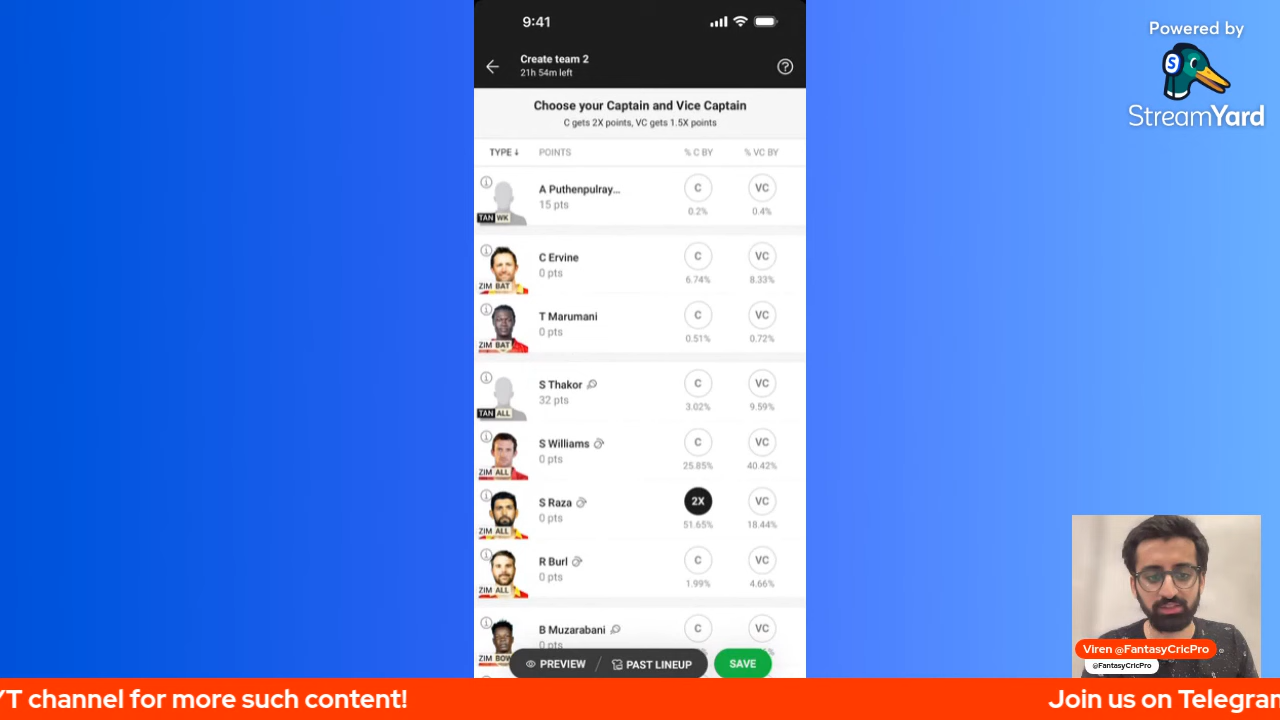 9:41
Powered by
StreamYard
Create team 2
21h 54m left
Choose your Captain and Vice Captain
C gets 2X points, VC gets 1.5X points
TYPE ↓ POINTS % C BY % VC BY
A Puthenpulray... C VC
15 pts 0.2% 0.4%
TAN WK
C Ervine C VC
0 pts 6.74% 8.33%
ZIM BAT
T Marumani C VC
0 pts 0.51% 0.72%
ZIM BAT
S Thakor C VC
32 pts 3.02% 9.59%
TAN ALL
S Williams C VC
0 pts 25.85% 40.42%
ZIM ALL
S Raza 2X VC
0 pts 51.65% 18.44%
ZIM ALL
R Burl C VC
0 pts 1.99% 4.66%
ZIM ALL
B Muzarabani C VC
0 pts
ZIM BOW
PREVIEW / PAST LINEUP SAVE
Viren @FantasyCricPro
@FantasyCricPro
YT channel for more such content! Join us on Telegram